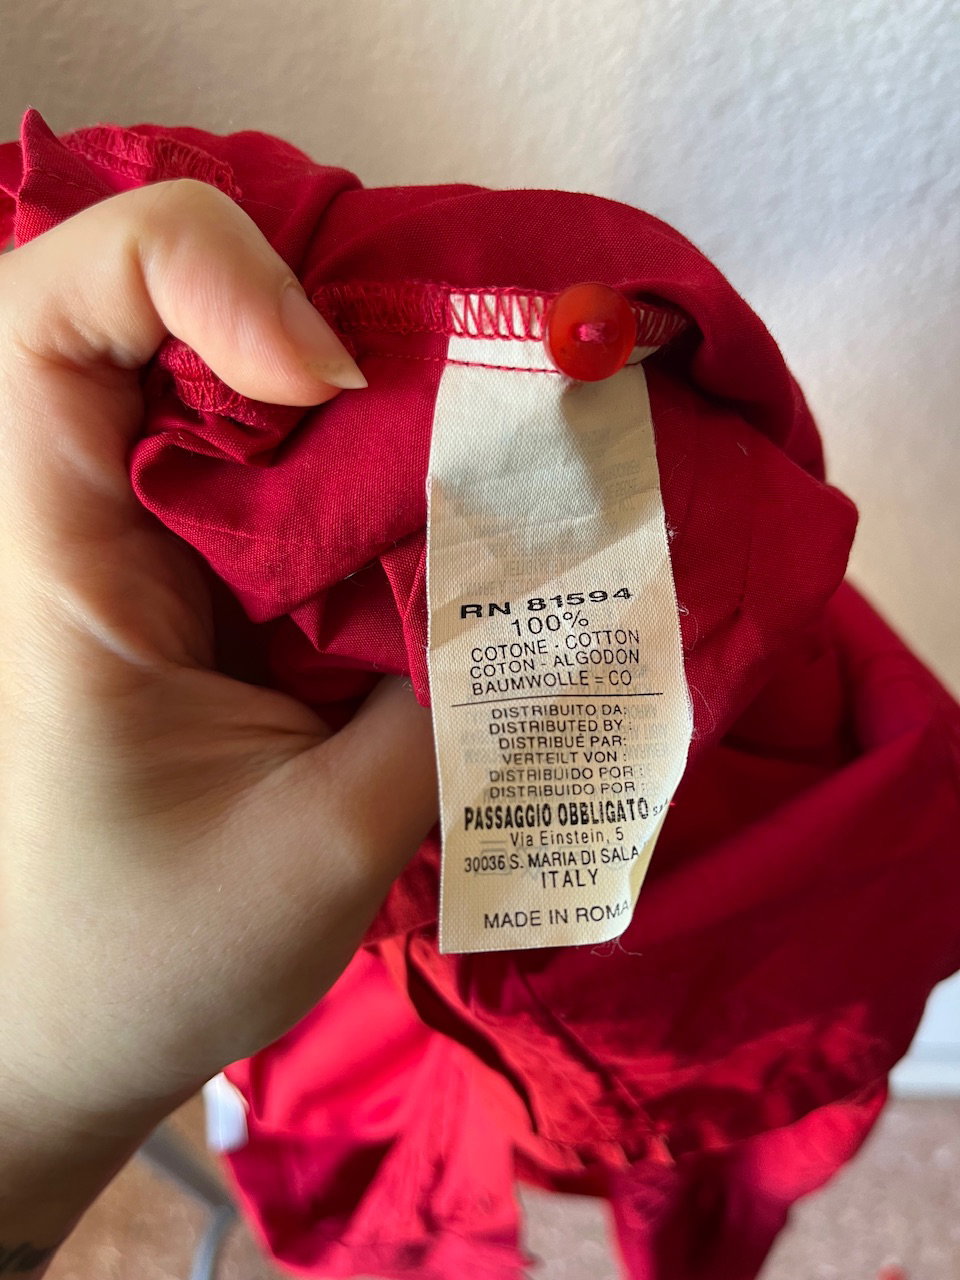 RN 81594
100%
COTONE - COTTON
COTON - ALGODON
BAUMWOLLE = CO
DISTRIBUITO DA:
DISTRIBUTED BY :
DISTRIBUÉ PAR:
VERTEILT VON :
DISTRIBUIDO POR :
DISTRIBUIDO POR :
PASSAGGIO OBBLIGATO
Via Einstein, 5
30036 S. MARIA DI SALA
ITALY
MADE IN ROMA